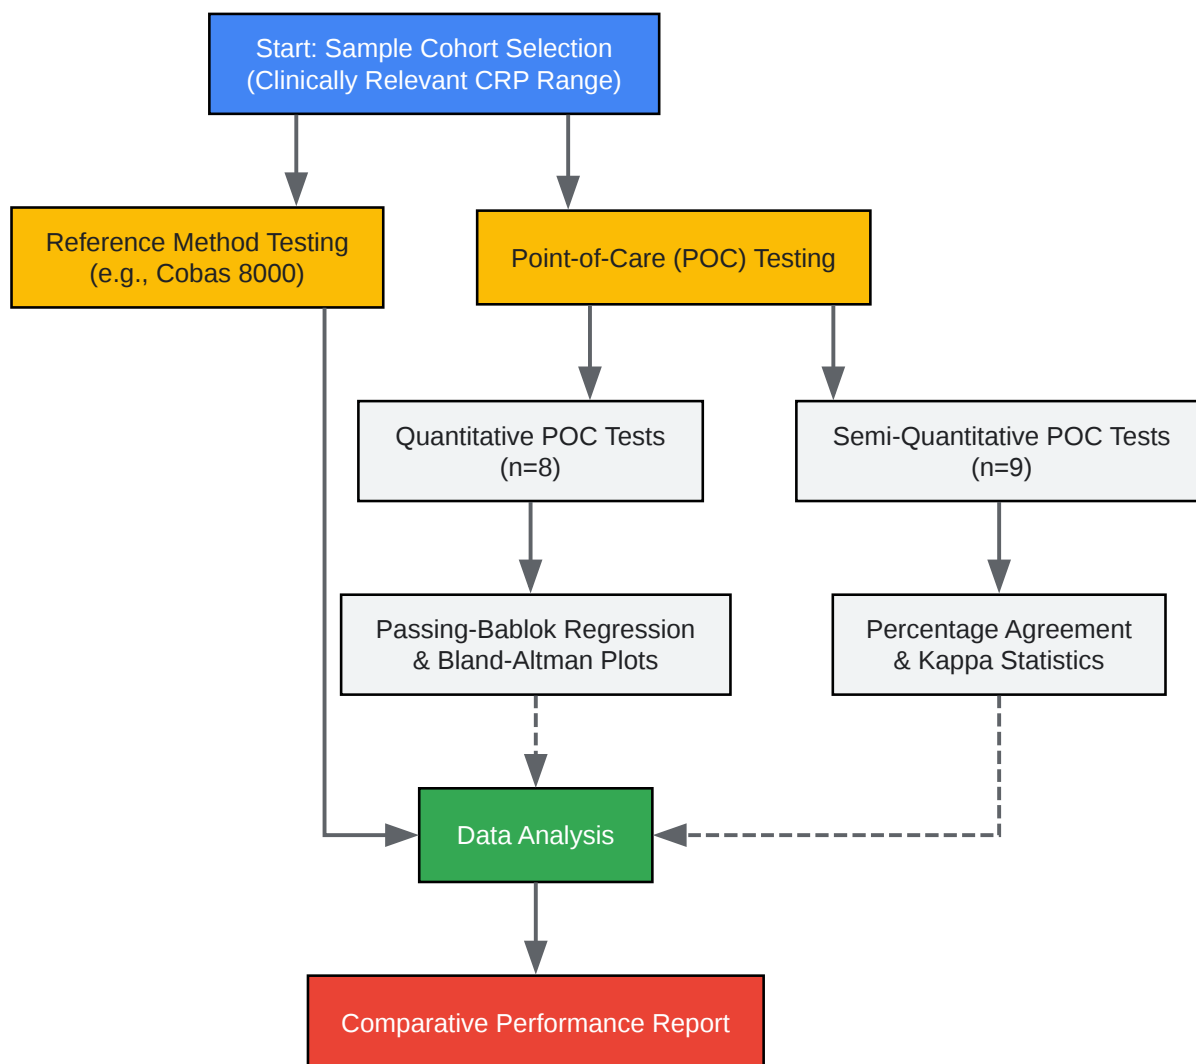 Start: Sample Cohort Selection
(Clinically Relevant CRP Range)
Reference Method Testing
(e.g., Cobas 8000)
Point-of-Care (POC) Testing
Quantitative POC Tests
(n=8)
Semi-Quantitative POC Tests
(n=9)
Passing-Bablok Regression
& Bland-Altman Plots
Percentage Agreement
& Kappa Statistics
Data Analysis
Comparative Performance Report